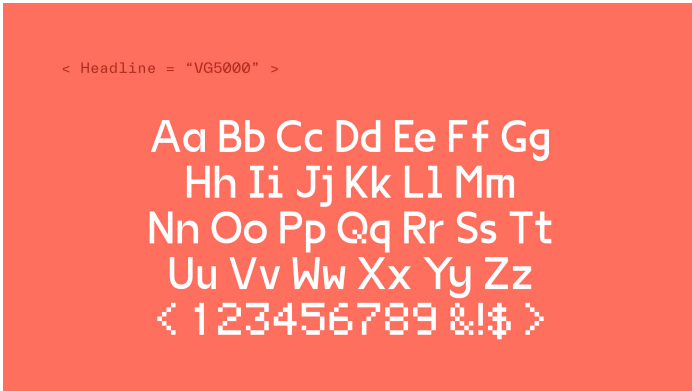 < Headline = “VG5000” >
Aa Bb Cc Dd Ee Ff Gg
Hh Ii Jj Kk Ll Mm
Nn Oo Pp Qq Rr Ss Tt
Uu Vv Ww Xx Yy Zz
< 123456789 &!$ >